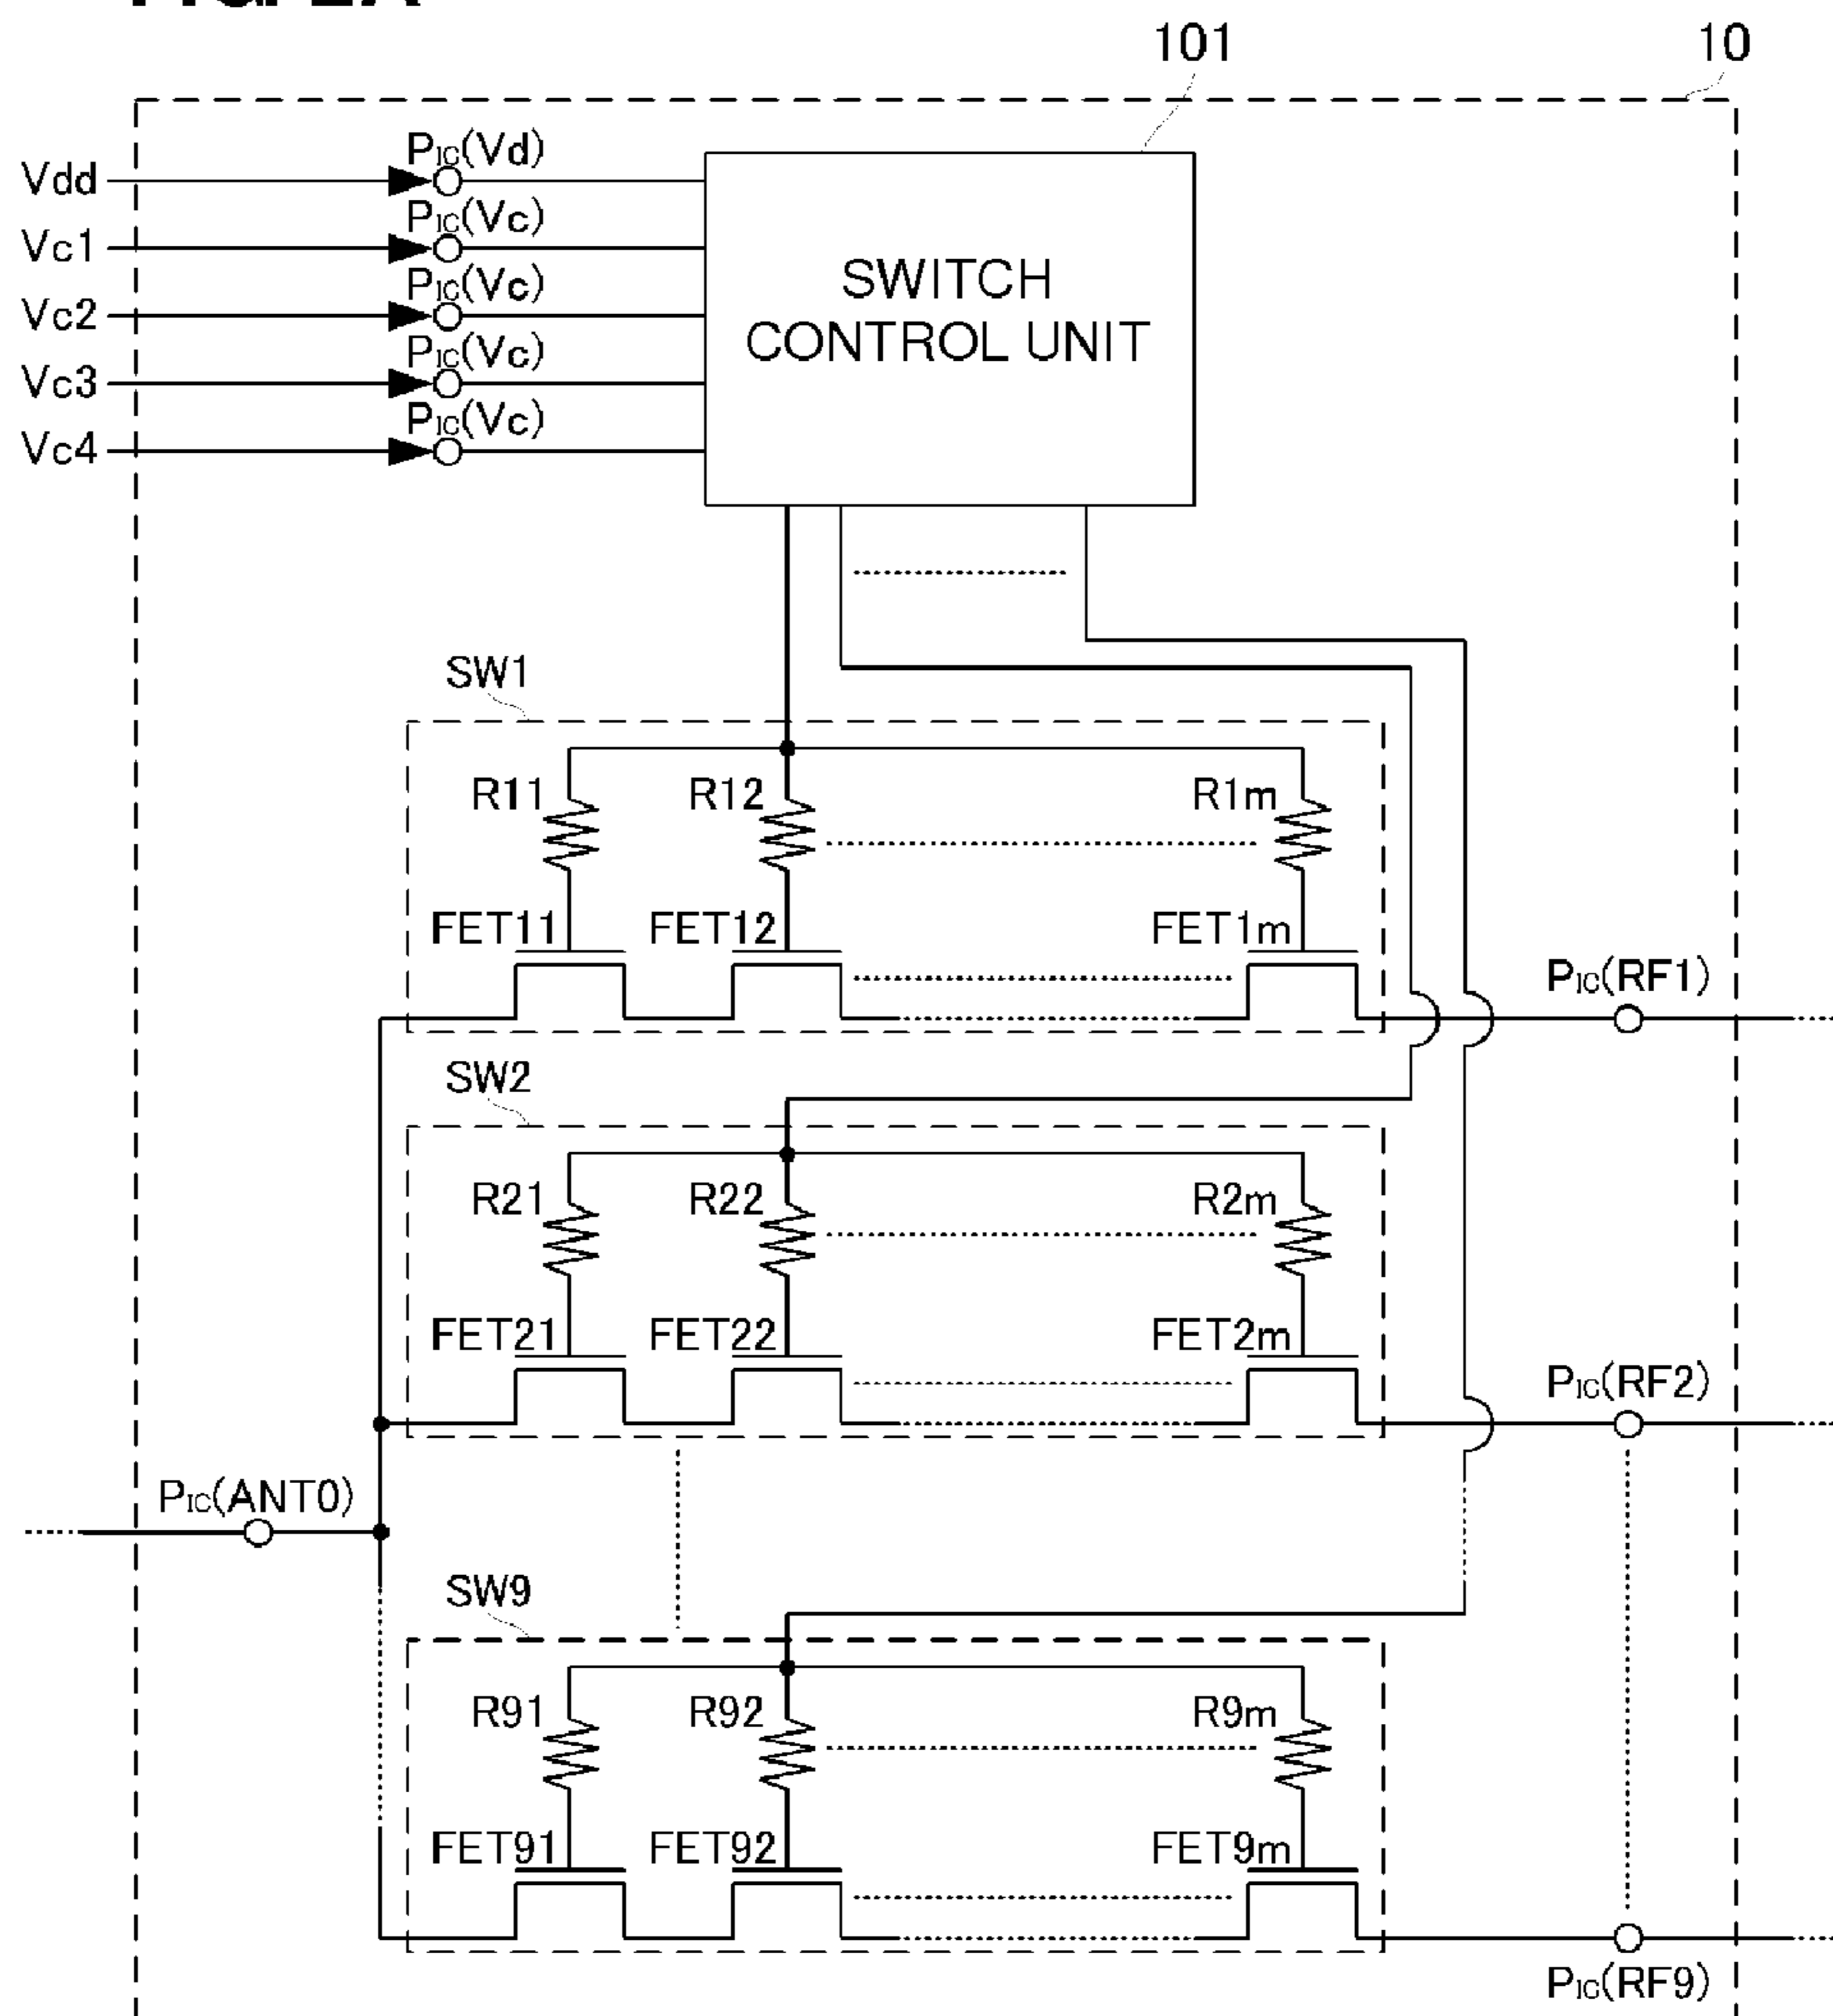 101
10
Vdd
PIC(Vd)
Vc1
PIC(Vc)
Vc2
PIC(Vc)
Vc3
PIC(Vc)
Vc4
PIC(Vc)
SWITCH
CONTROL UNIT
SW1
R11
R12
R1m
FET11
FET12
FET1m
PIC(RF1)
SW2
R21
R22
R2m
FET21
FET22
FET2m
PIC(RF2)
PIC(ANT0)
SW9
R91
R92
R9m
FET91
FET92
FET9m
PIC(RF9)